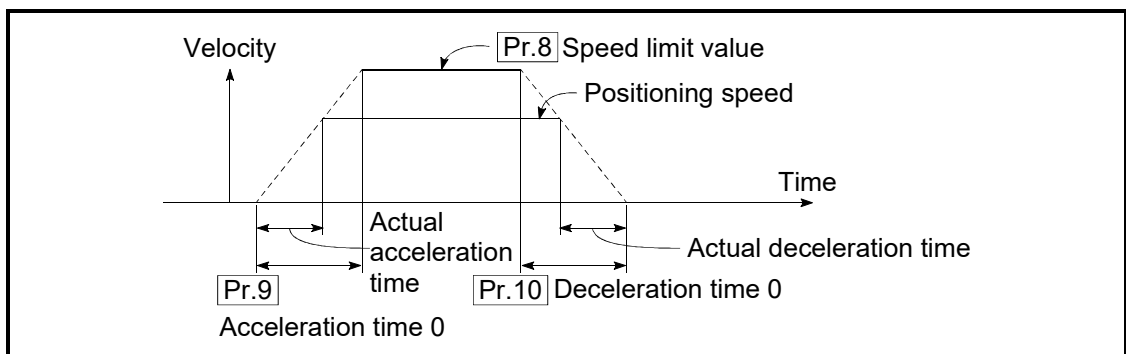 Velocity
Pr.8 Speed limit value
Positioning speed
Time
Actual acceleration time
Actual deceleration time
Pr.9
Acceleration time 0
Pr.10 Deceleration time 0